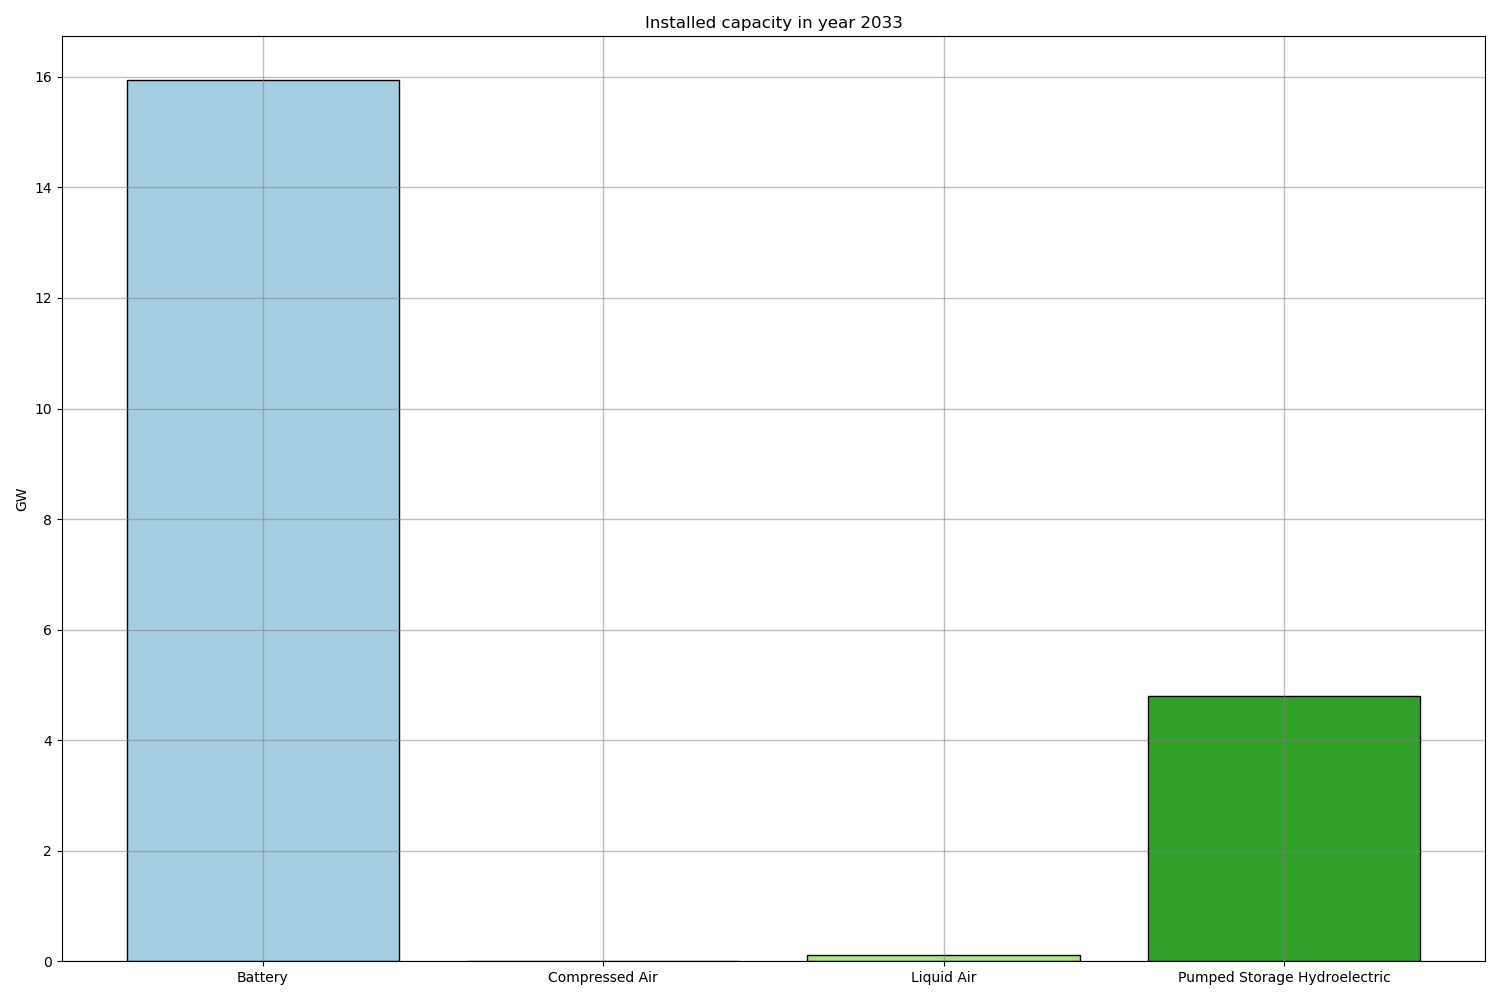 Installed capacity in year 2033
GW
16
14
12
10
8
6
4
2
0
Battery
Compressed Air
Liquid Air
Pumped Storage Hydroelectric